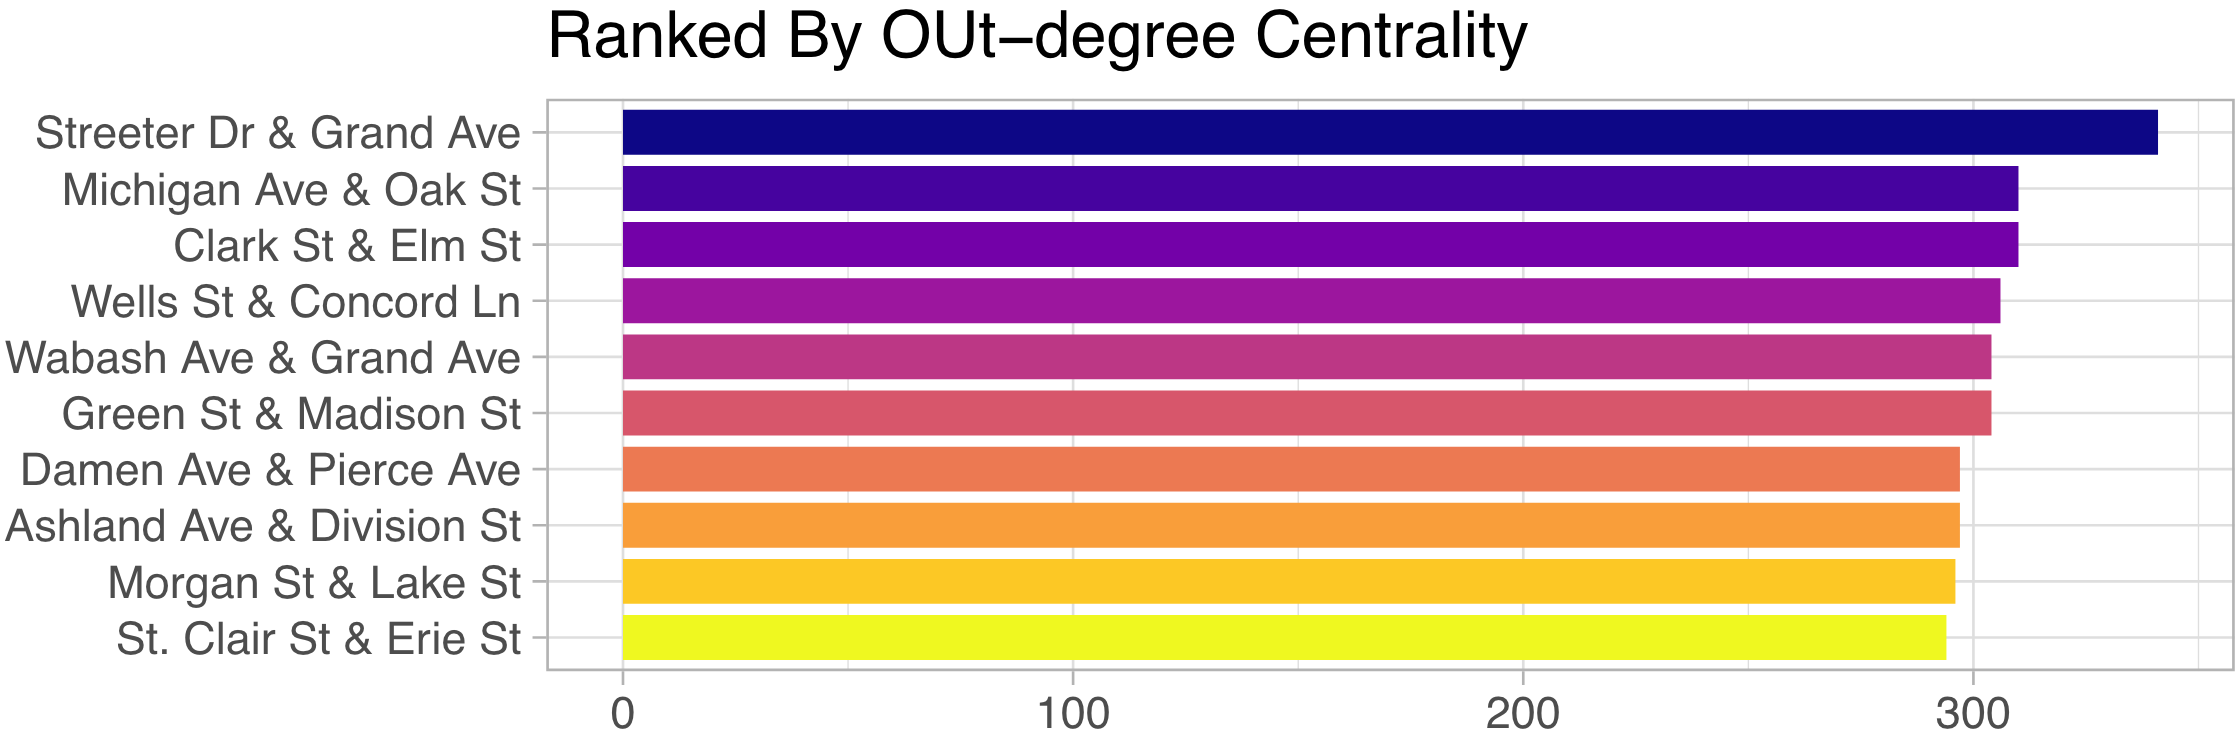 Ranked By OUt−degree Centrality
Streeter Dr & Grand Ave
Michigan Ave & Oak St
Clark St & Elm St
Wells St & Concord Ln
Wabash Ave & Grand Ave
Green St & Madison St
Damen Ave & Pierce Ave
Ashland Ave & Division St
Morgan St & Lake St
St. Clair St & Erie St
0 100 200 300